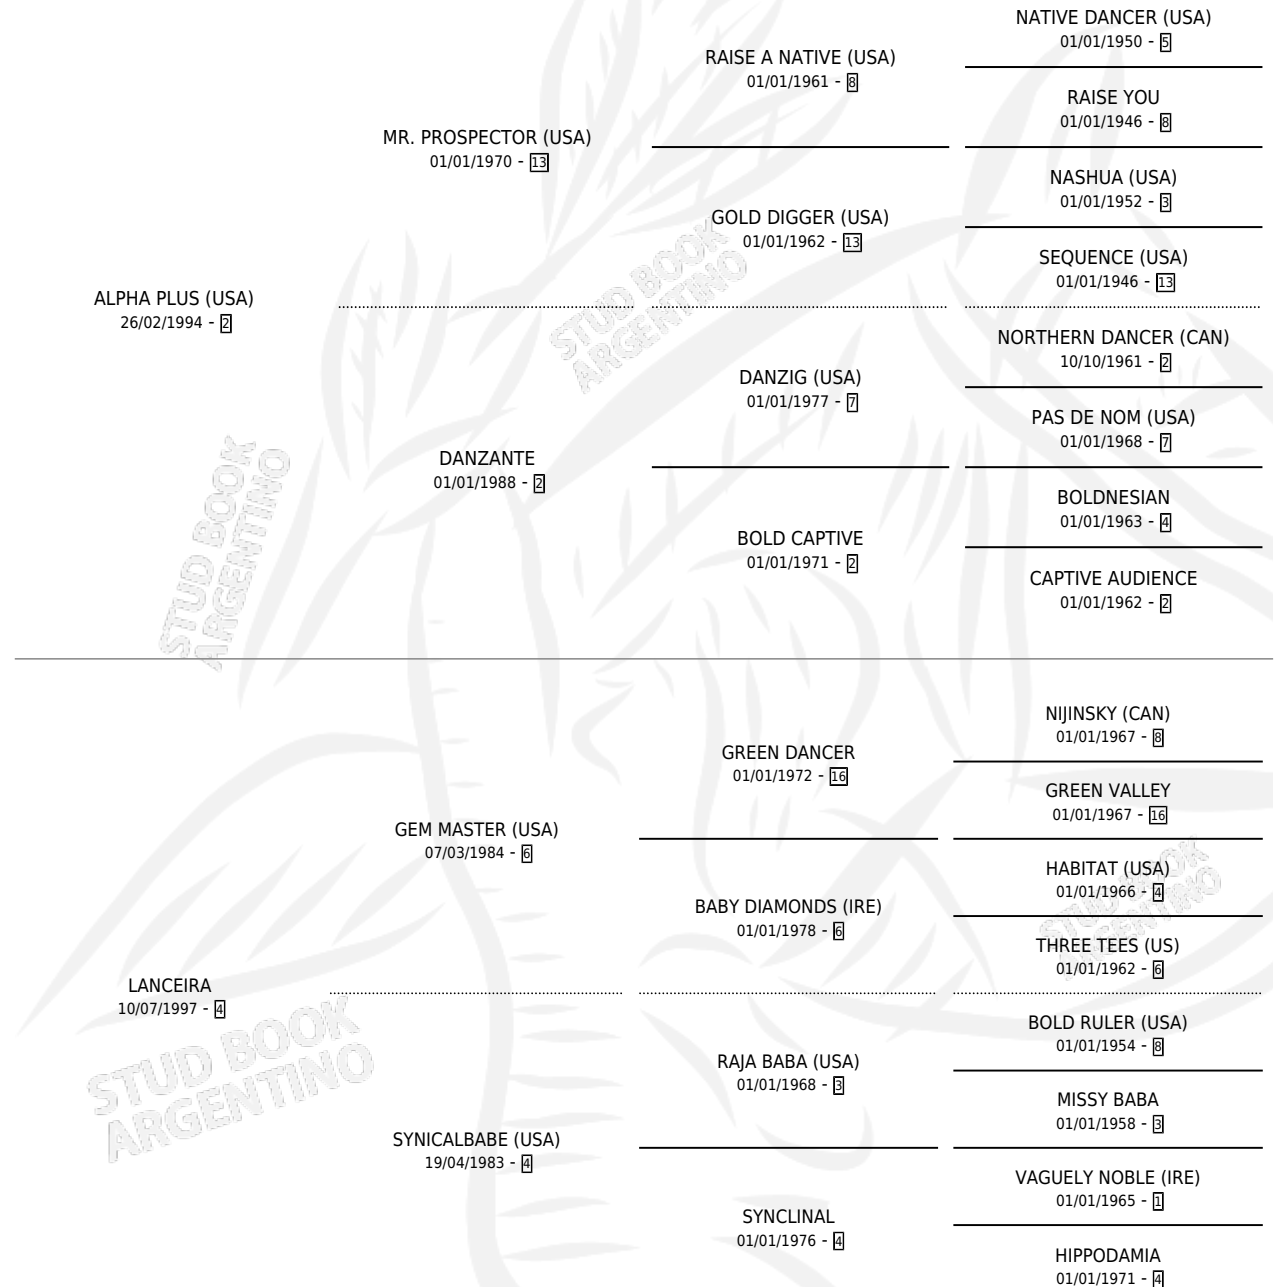 NATIVE DANCER (USA)
01/01/1950 - 5
RAISE A NATIVE (USA)
01/01/1961 - 8
RAISE YOU
01/01/1946 - 8
MR. PROSPECTOR (USA)
01/01/1970 - 13
NASHUA (USA)
01/01/1952 - 3
GOLD DIGGER (USA)
01/01/1962 - 13
SEQUENCE (USA)
01/01/1946 - 13
ALPHA PLUS (USA)
26/02/1994 - 2
STUD BOOK
ARGENTINO
NORTHERN DANCER (CAN)
10/10/1961 - 2
DANZIG (USA)
01/01/1977 - 7
PAS DE NOM (USA)
01/01/1968 - 7
DANZANTE
01/01/1988 - 2
BOLDNESIAN
01/01/1963 - 4
BOLD CAPTIVE
01/01/1971 - 2
CAPTIVE AUDIENCE
01/01/1962 - 2
STUD BOOK
ARGENTINO
NIJINSKY (CAN)
01/01/1967 - 8
GREEN DANCER
01/01/1972 - 16
GREEN VALLEY
01/01/1967 - 16
GEM MASTER (USA)
07/03/1984 - 6
HABITAT (USA)
01/01/1966 - 4
BABY DIAMONDS (IRE)
01/01/1978 - 6
STUD BOOK
ARGENTINO
THREE TEES (US)
01/01/1962 - 6
LANCEIRA
10/07/1997 - 4
BOLD RULER (USA)
01/01/1954 - 8
RAJA BABA (USA)
01/01/1968 - 3
STUD BOOK
ARGENTINO
MISSY BABA
01/01/1958 - 3
SYNICALBABE (USA)
19/04/1983 - 4
VAGUELY NOBLE (IRE)
01/01/1965 - 1
SYNCLINAL
01/01/1976 - 4
HIPPODAMIA
01/01/1971 - 4